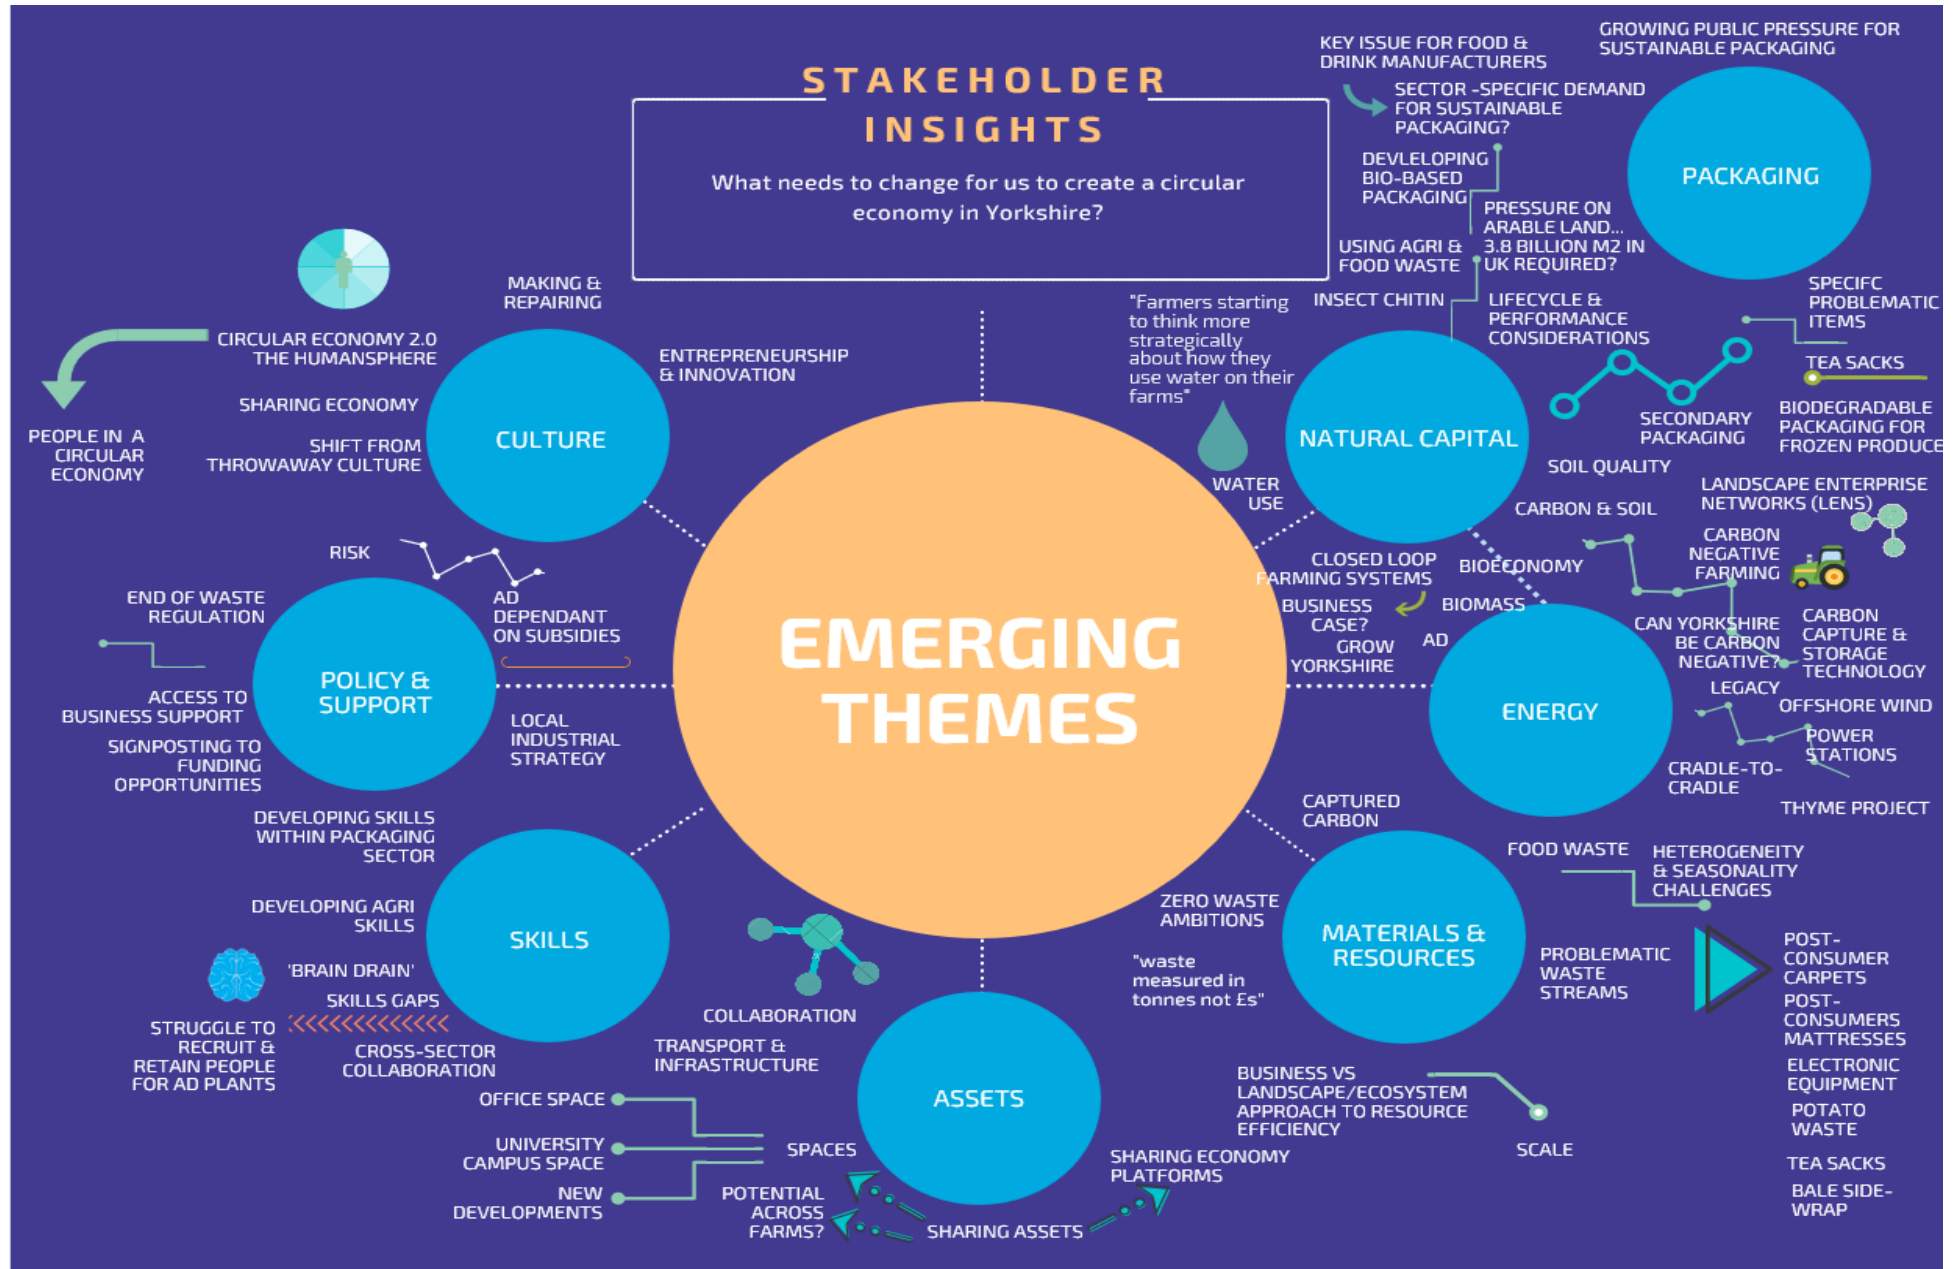 STAKEHOLDER
INSIGHTS
What needs to change for us to create a circular
economy in Yorkshire?
EMERGING
THEMES
CULTURE
MAKING &
REPAIRING
ENTREPRENEURSHIP
& INNOVATION
CIRCULAR ECONOMY 2.0
THE HUMANSPHERE
PEOPLE IN A
CIRCULAR
ECONOMY
SHARING ECONOMY
SHIFT FROM
THROWAWAY CULTURE
POLICY &
SUPPORT
RISK
AD
DEPENDANT
ON SUBSIDIES
END OF WASTE
REGULATION
ACCESS TO
BUSINESS SUPPORT
SIGNPOSTING TO
FUNDING
OPPORTUNITIES
LOCAL
INDUSTRIAL
STRATEGY
SKILLS
DEVELOPING SKILLS
WITHIN PACKAGING
SECTOR
DEVELOPING AGRI
SKILLS
'BRAIN DRAIN'
SKILLS GAPS
STRUGGLE TO
RECRUIT &
RETAIN PEOPLE
FOR AD PLANTS
CROSS-SECTOR
COLLABORATION
ASSETS
COLLABORATION
TRANSPORT &
INFRASTRUCTURE
OFFICE SPACE
UNIVERSITY
CAMPUS SPACE
NEW
DEVELOPMENTS
SPACES
POTENTIAL
ACROSS
FARMS?
SHARING ASSETS
SHARING ECONOMY
PLATFORMS
MATERIALS &
RESOURCES
CAPTURED
CARBON
ZERO WASTE
AMBITIONS
"waste
measured in
tonnes not £s"
BUSINESS VS
LANDSCAPE/ECOSYSTEM
APPROACH TO RESOURCE
EFFICIENCY
SCALE
FOOD WASTE
HETEROGENEITY
& SEASONALITY
CHALLENGES
PROBLEMATIC
WASTE
STREAMS
POST-
CONSUMER
CARPETS
POST-
CONSUMERS
MATTRESSES
ELECTRONIC
EQUIPMENT
POTATO
WASTE
TEA SACKS
BALE SIDE-
WRAP
ENERGY
BIOECONOMY
BIOMASS
AD
CAN YORKSHIRE
BE CARBON
NEGATIVE?
CARBON
CAPTURE &
STORAGE
TECHNOLOGY
LEGACY
OFFSHORE WIND
POWER
STATIONS
CRADLE-TO-
CRADLE
THYME PROJECT
NATURAL CAPITAL
"Farmers starting
to think more
strategically
about how they
use water on their
farms"
WATER
USE
CLOSED LOOP
FARMING SYSTEMS
BUSINESS
CASE?
GROW
YORKSHIRE
SOIL QUALITY
CARBON & SOIL
LANDSCAPE ENTERPRISE
NETWORKS (LENS)
CARBON
NEGATIVE
FARMING
PACKAGING
GROWING PUBLIC PRESSURE FOR
SUSTAINABLE PACKAGING
KEY ISSUE FOR FOOD &
DRINK MANUFACTURERS
SECTOR -SPECIFIC DEMAND
FOR SUSTAINABLE
PACKAGING?
DEVLELOPING
BIO-BASED
PACKAGING
PRESSURE ON
ARABLE LAND...
3.8 BILLION M2 IN
UK REQUIRED?
USING AGRI &
FOOD WASTE
INSECT CHITIN
LIFECYCLE &
PERFORMANCE
CONSIDERATIONS
SPECIFC
PROBLEMATIC
ITEMS
TEA SACKS
SECONDARY
PACKAGING
BIODEGRADABLE
PACKAGING FOR
FROZEN PRODUCE